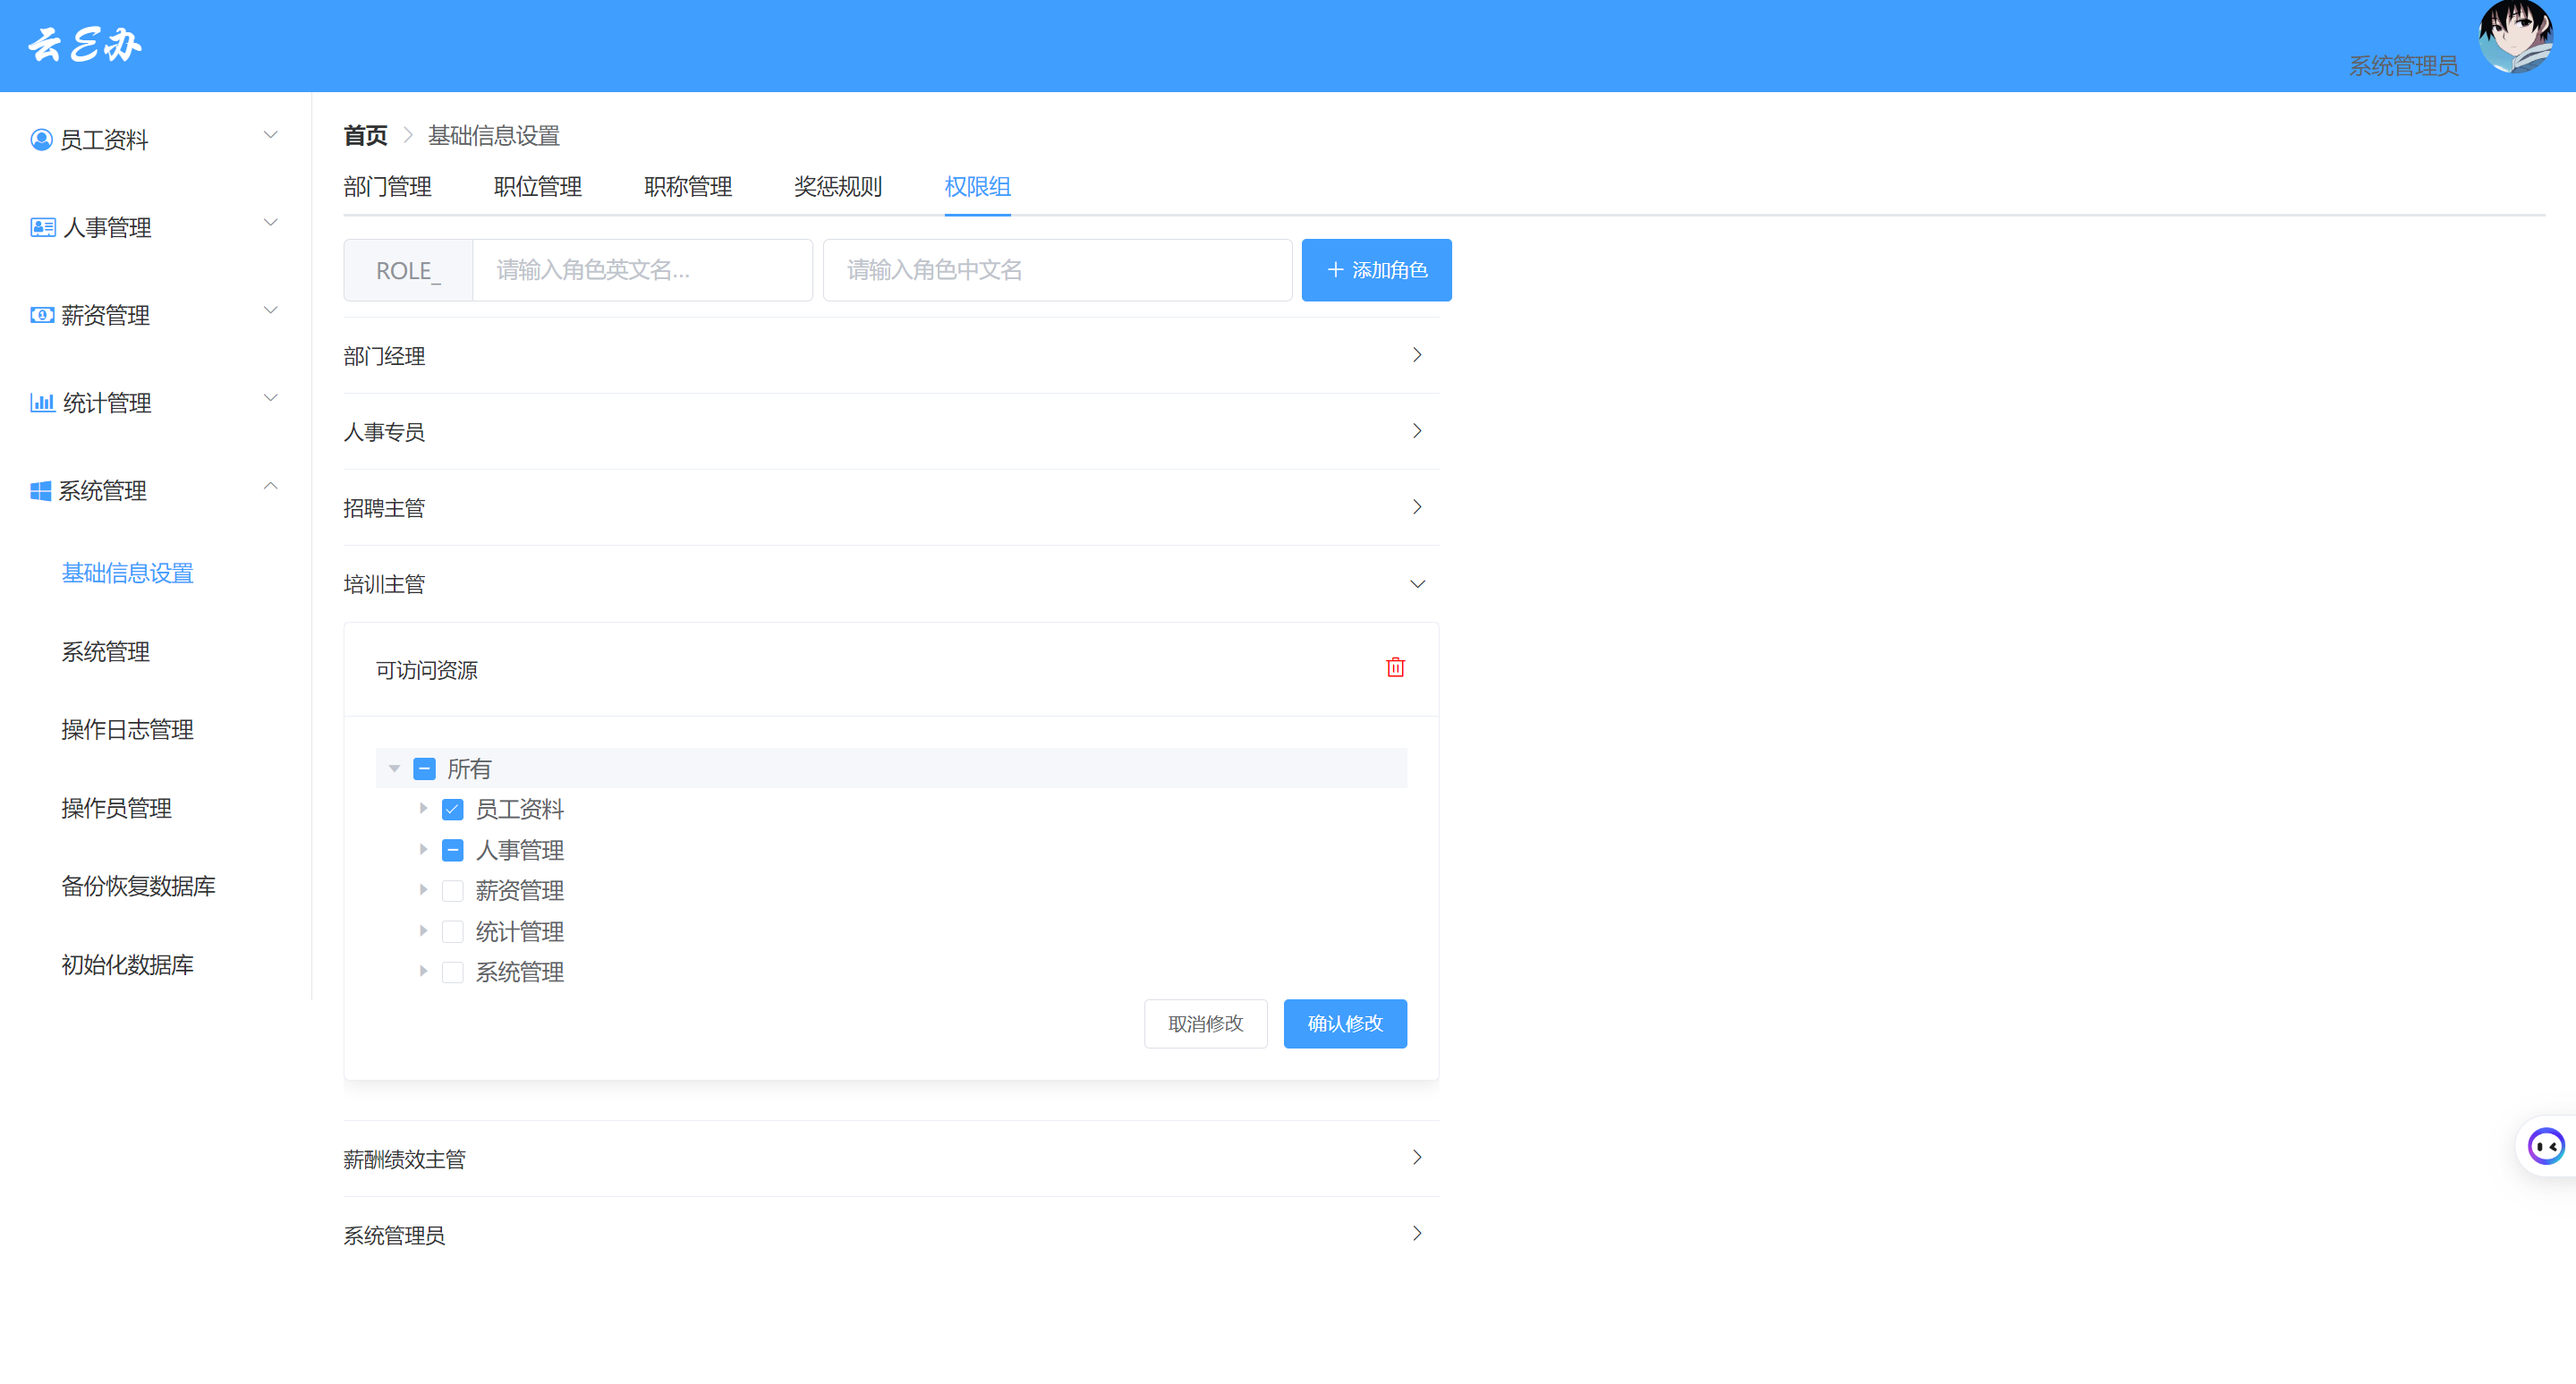 云E办
系统管理员
员工资料
人事管理
薪资管理
统计管理
系统管理
基础信息设置
系统管理
操作日志管理
操作员管理
备份恢复数据库
初始化数据库
首页 > 基础信息设置
部门管理 职位管理 职称管理 奖惩规则 权限组
ROLE_ 请输入角色英文名... 请输入角色中文名 + 添加角色
部门经理
人事专员
招聘主管
培训主管
可访问资源
所有
员工资料
人事管理
薪资管理
统计管理
系统管理
取消修改 确认修改
薪酬绩效主管
系统管理员